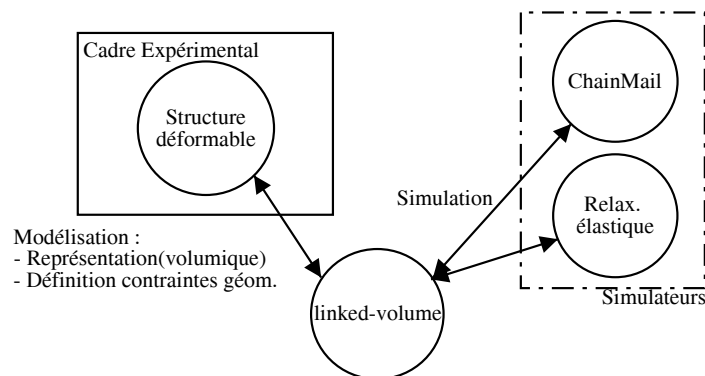 Cadre Expérimental
Structure
déformable
ChainMail
Simulation
Relax.
élastique
Modélisation :
- Représentation(volumique)
- Définition contraintes géom.
linked-volume
Simulateurs